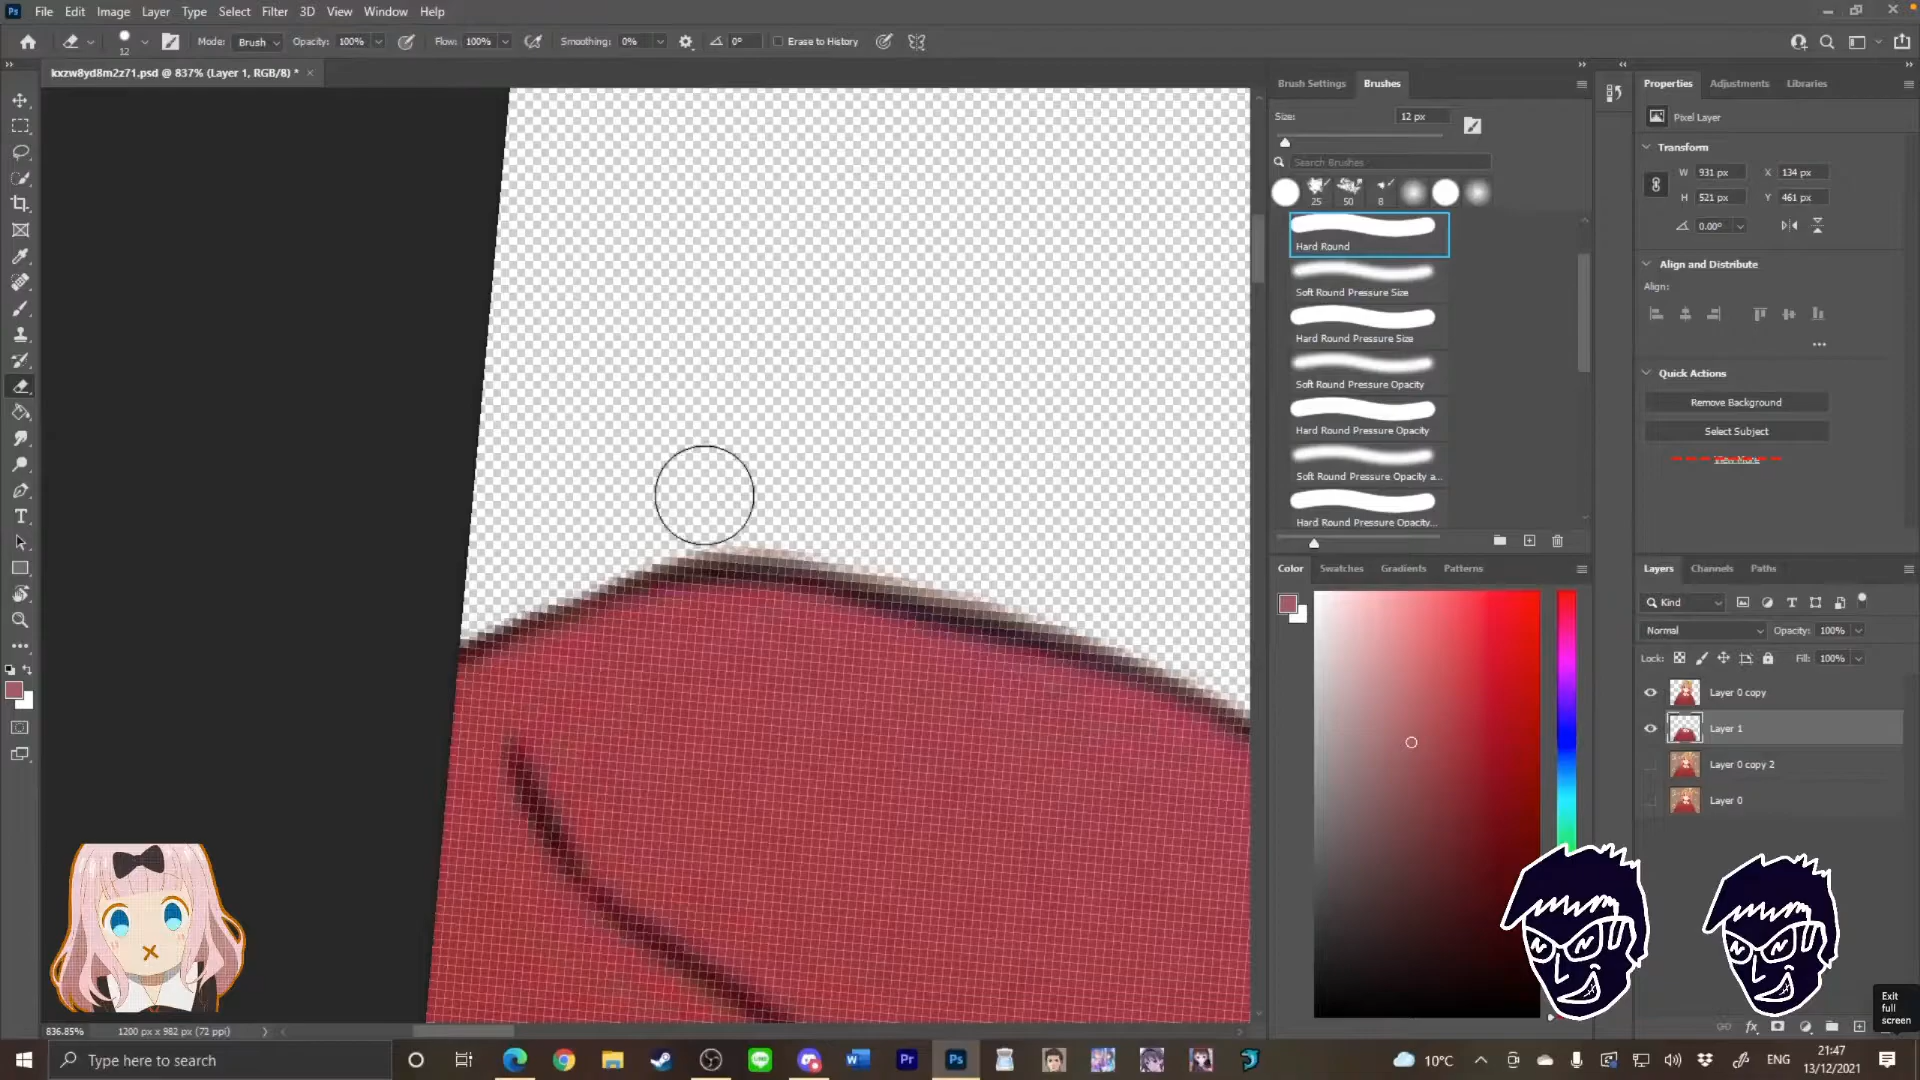 File Edit Image Layer Type Select Filter 3D View Window Help
12 Mode: Brush Opacity: 100% Flow: 100% Smoothing: 0% 0° Erase to History
kxzw8yd8m2z71.psd @ 837% (Layer 1, RGB/8) *
Brush Settings Brushes
Size: 12 px
Search Brushes
25 50 8
Hard Round
Soft Round Pressure Size
Hard Round Pressure Size
Soft Round Pressure Opacity
Hard Round Pressure Opacity
Soft Round Pressure Opacity a...
Hard Round Pressure Opacity...
Color Swatches Gradients Patterns
Properties Adjustments Libraries
Pixel Layer
Transform
W 931 px X 134 px
H 521 px Y 461 px
0.00°
Align and Distribute
Align:
Quick Actions
Remove Background
Select Subject
View More
Layers Channels Paths
Kind
Normal Opacity: 100%
Lock: Fill: 100%
Layer 0 copy
Layer 1
Layer 0 copy 2
Layer 0
Exit
full
screen
836.85% 1200 px x 982 px (72 ppi)
Type here to search
10°C ENG
21:47
13/12/2021